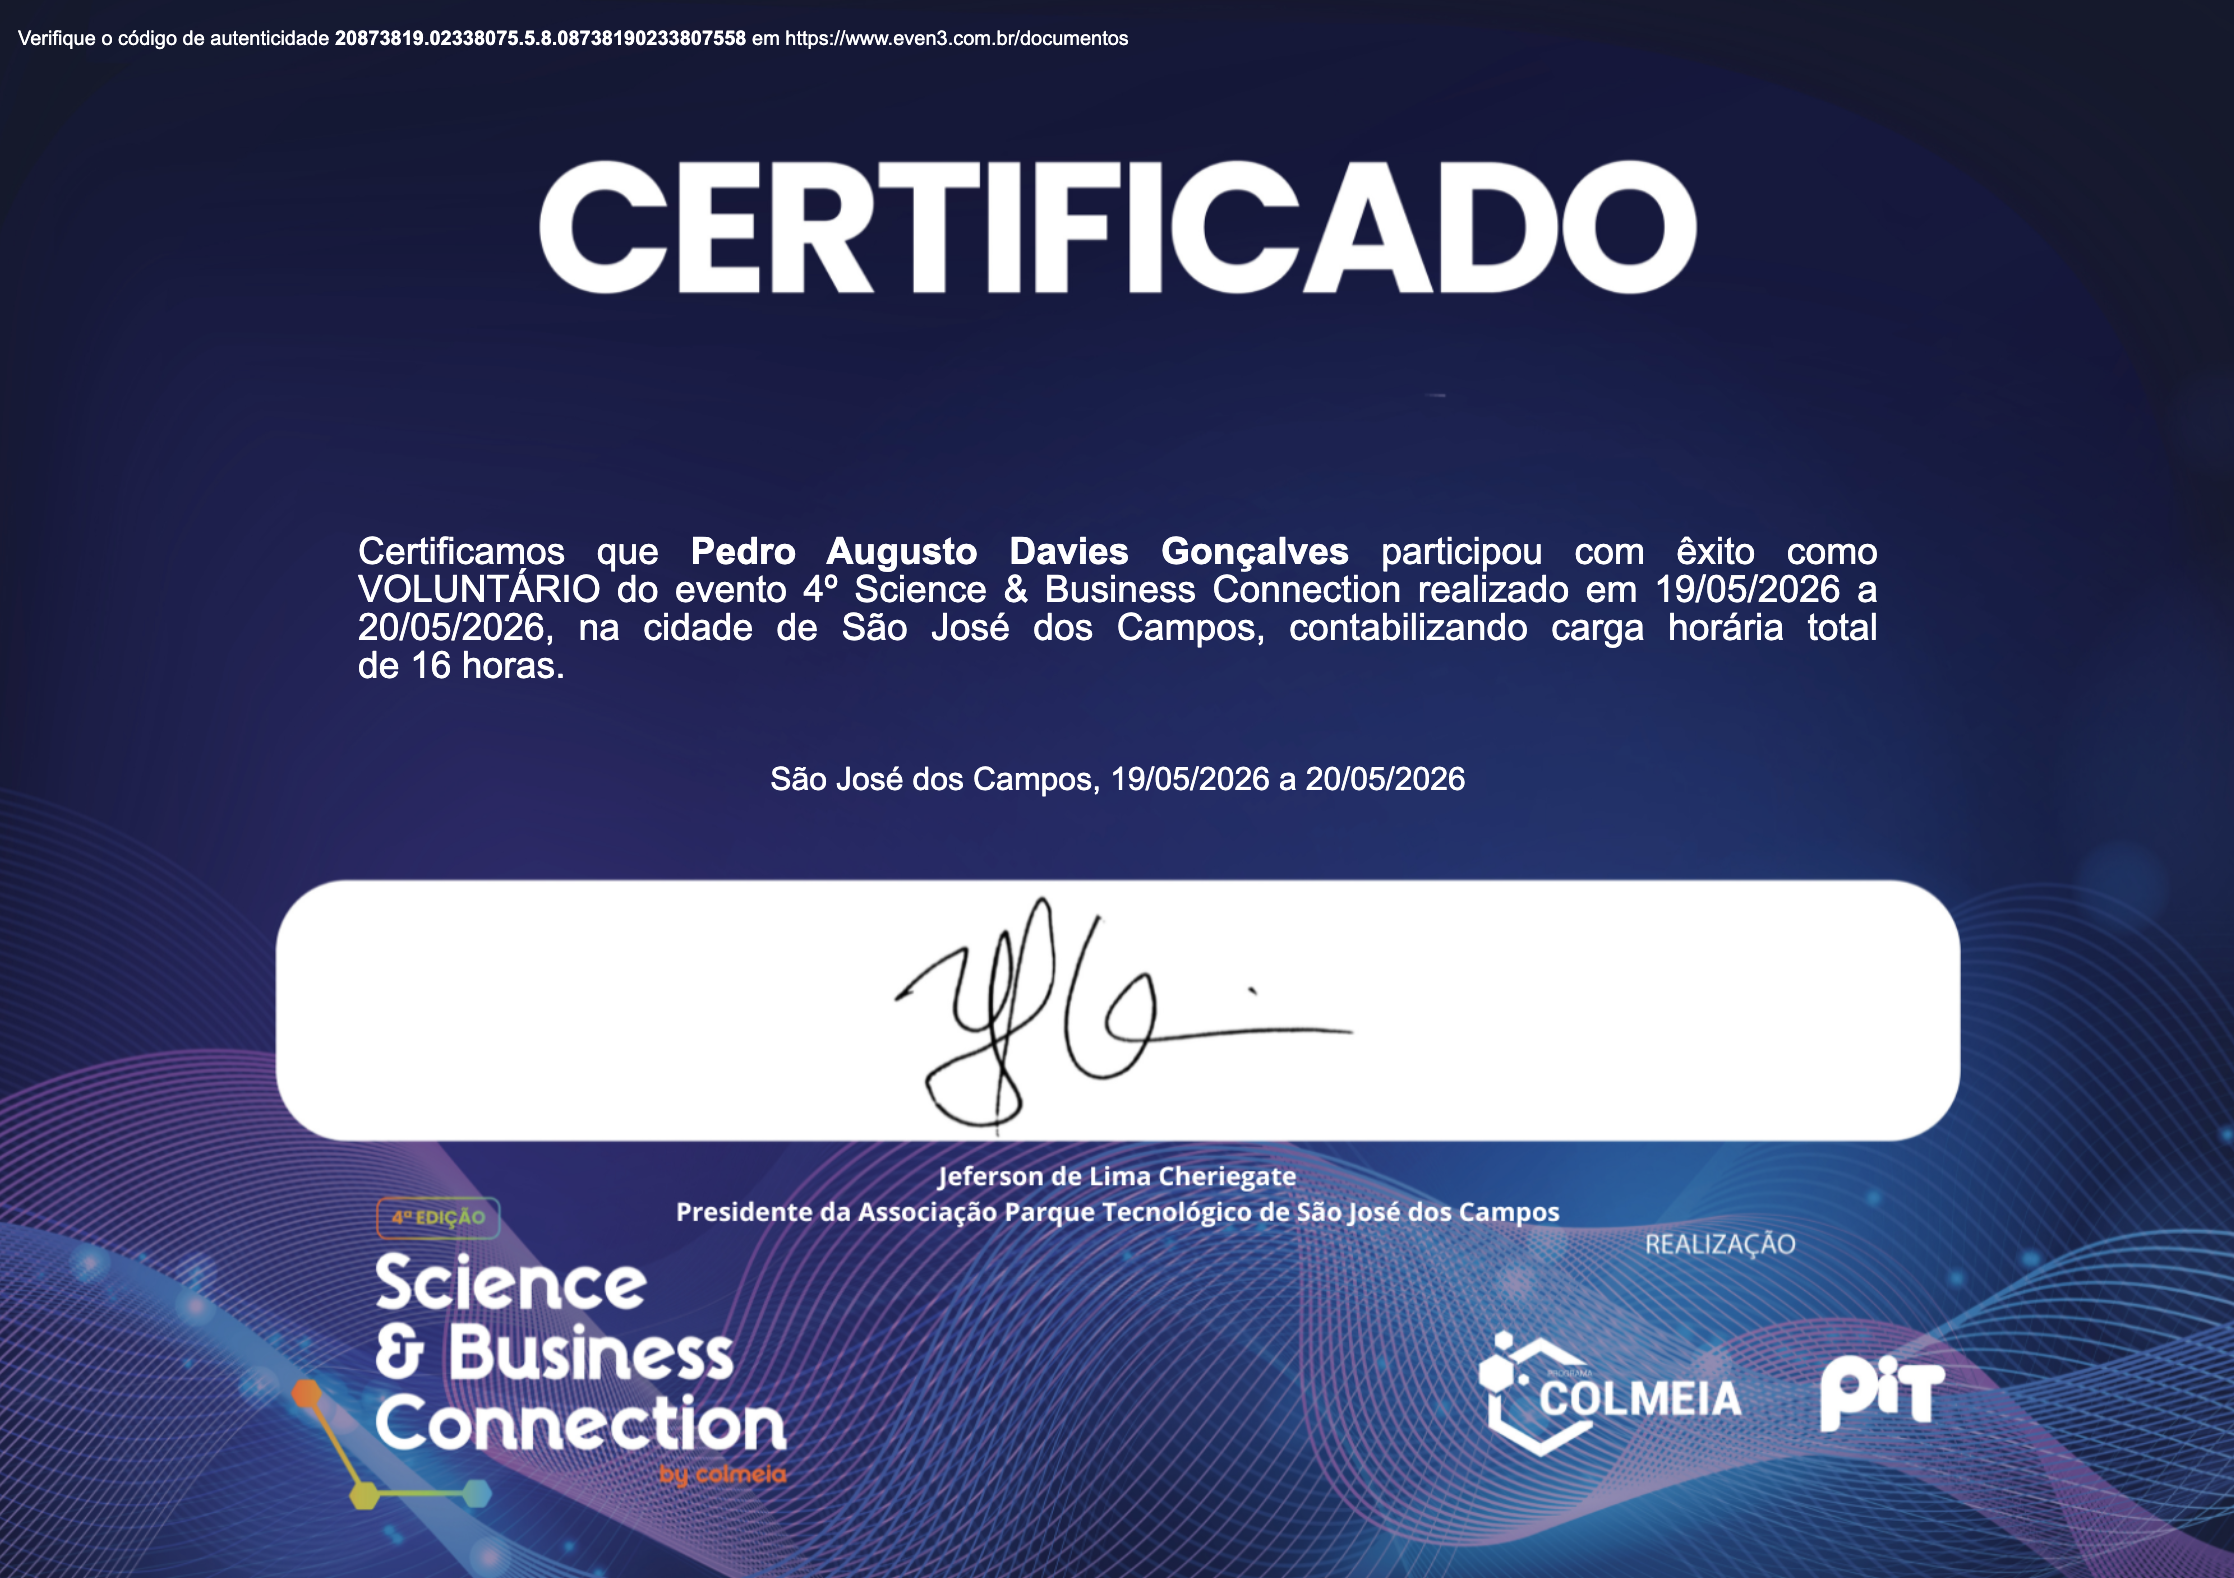 Verifique o código de autenticidade 20873819.02338075.5.8.08738190233807558 em https://www.even3.com.br/documentos
CERTIFICADO
Certificamos que Pedro Augusto Davies Gonçalves participou com êxito como
VOLUNTÁRIO do evento 4º Science & Business Connection realizado em 19/05/2026 a
20/05/2026, na cidade de São José dos Campos, contabilizando carga horária total
de 16 horas.
São José dos Campos, 19/05/2026 a 20/05/2026
Jeferson de Lima Cheriegate
Presidente da Associação Parque Tecnológico de São José dos Campos
4ª EDIÇÃO
Science
& Business
Connection
by colmeia
REALIZAÇÃO
PROGRAMA
COLMEIA
PiT